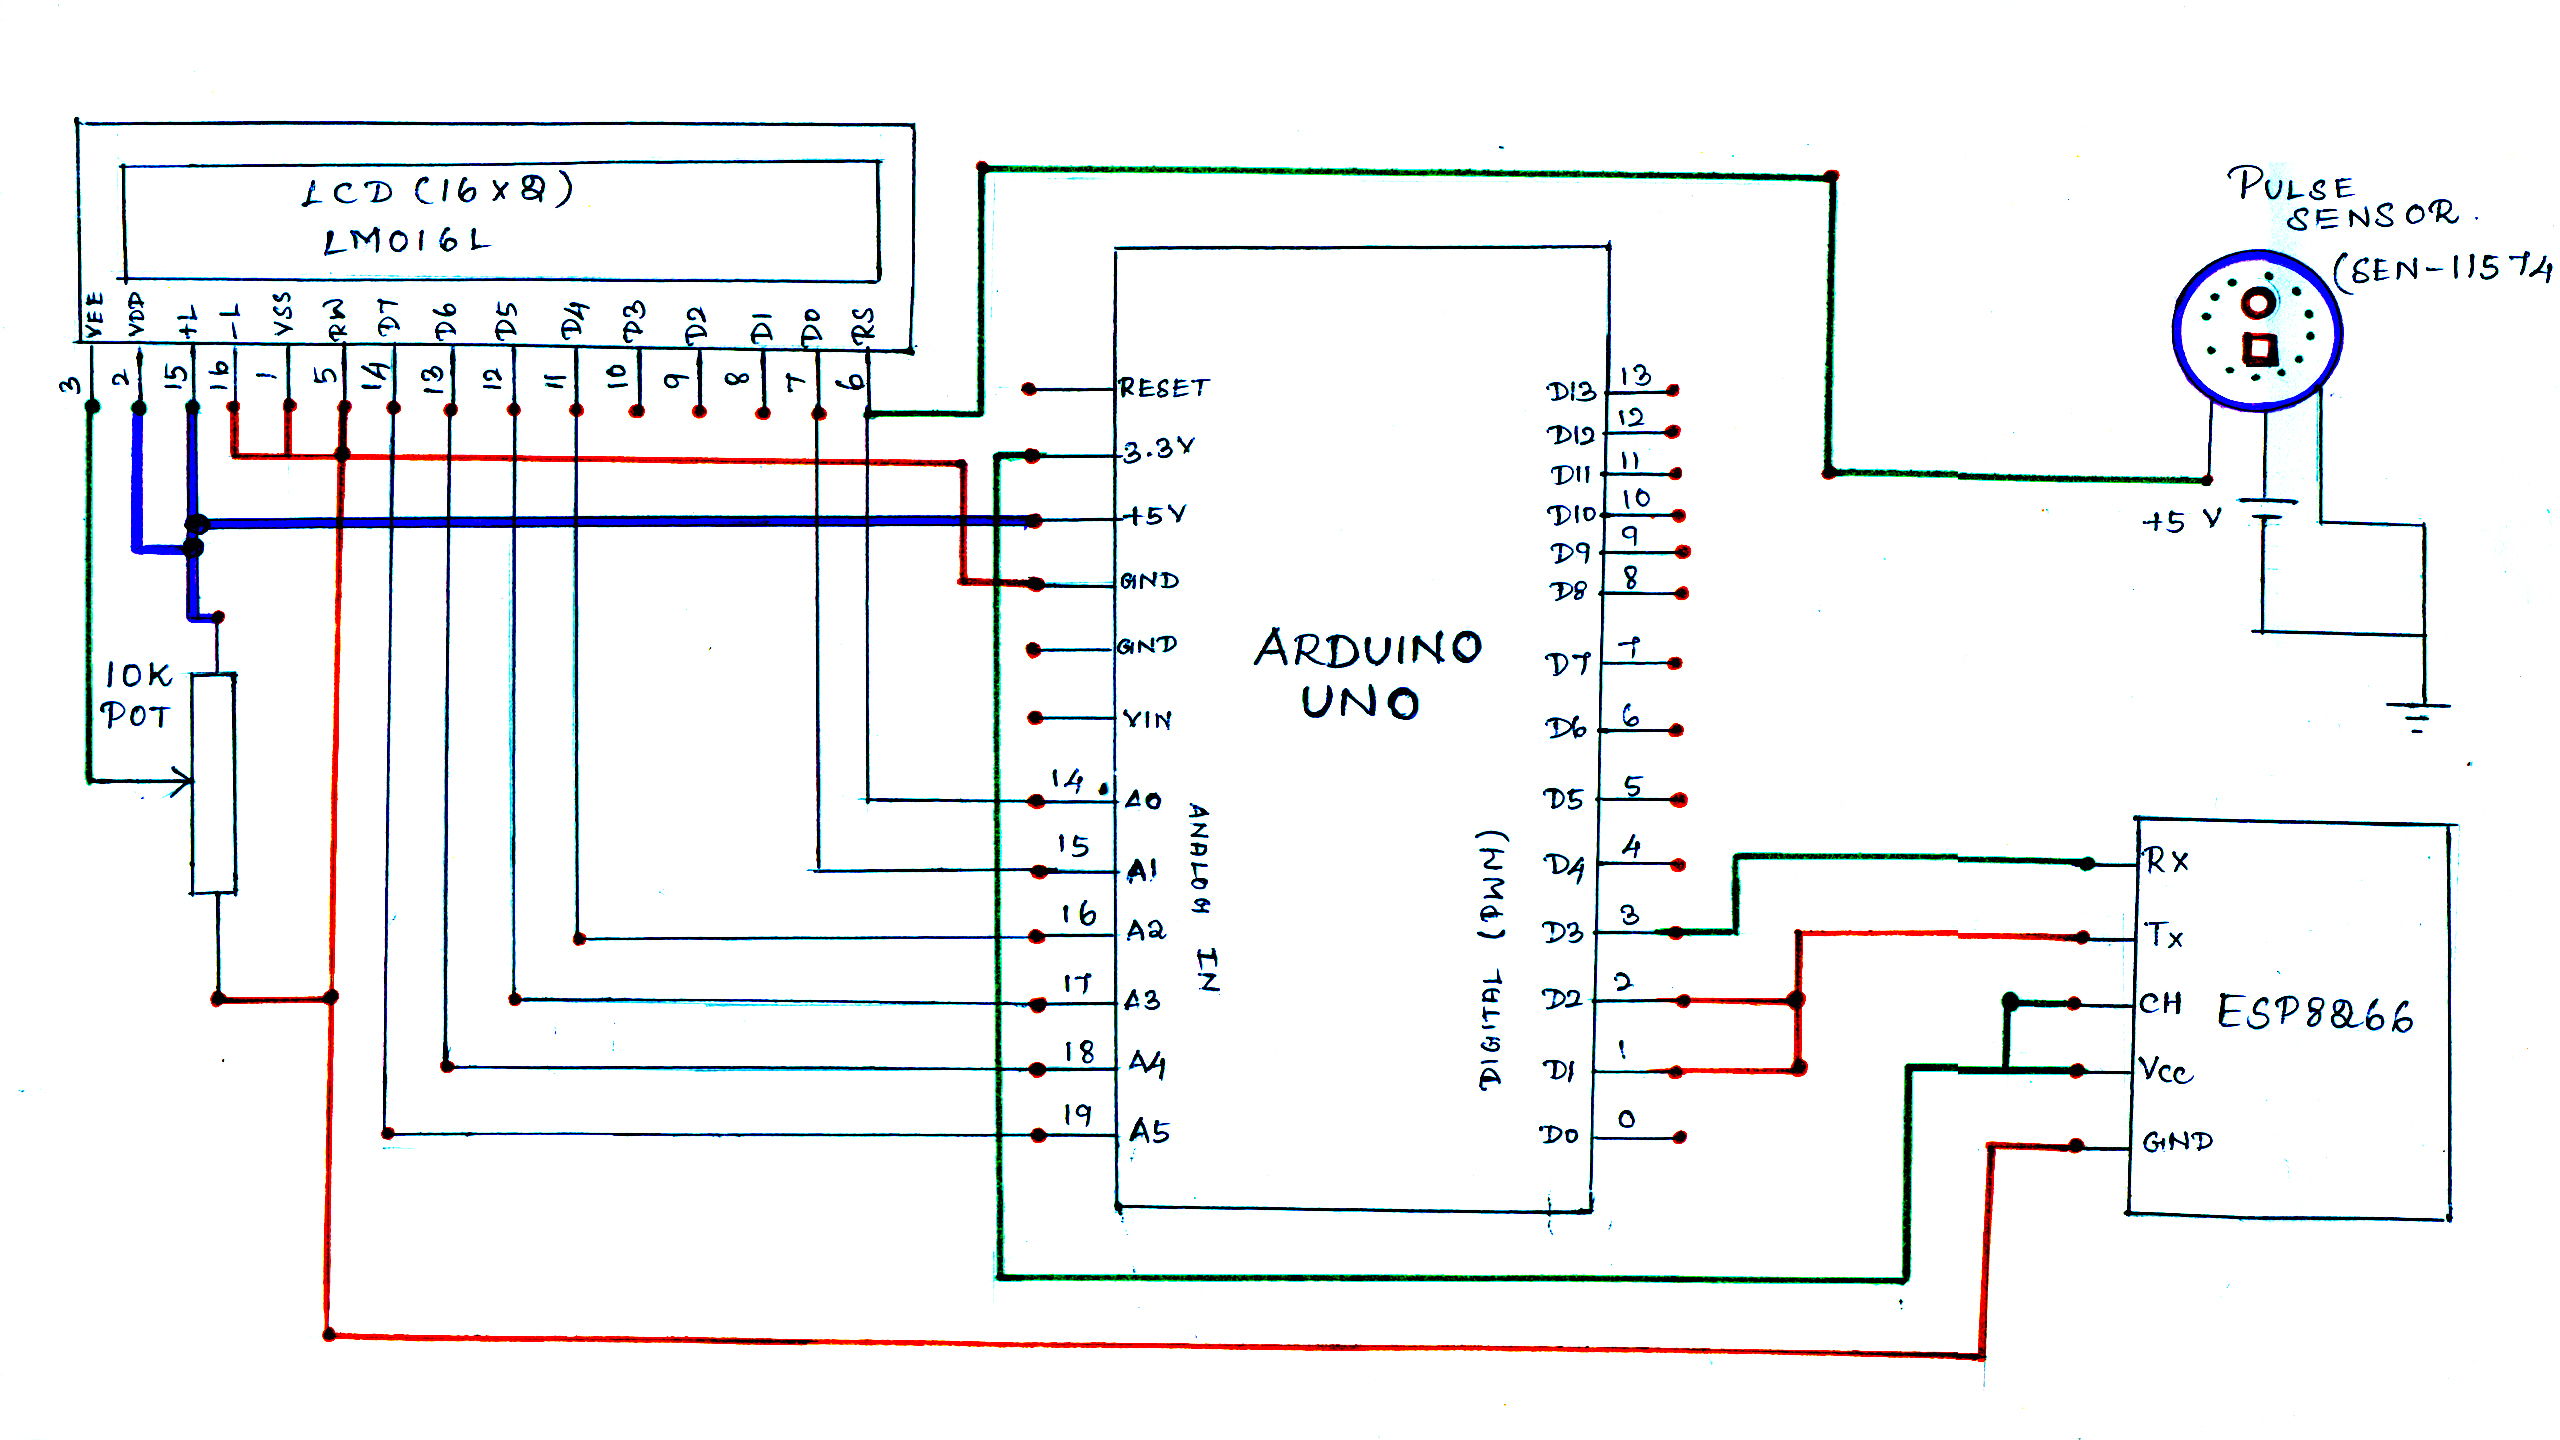 LCD (16 x 2)
LM016L
VEE VDD +L -L VSS RW D7 D6 D5 D4 D3 D2 D1 D0 RS
3 2 15 16 1 5 14 13 12 11 10 9 8 7 6
10K
POT
ARDUINO
UNO
RESET
3.3V
+5V
GND
GND
VIN
14 A0
15 A1
16 A2
17 A3
18 A4
19 A5
ANALOG IN
D13 13
D12 12
D11 11
D10 10
D9 9
D8 8
D7 7
D6 6
D5 5
D4 4
D3 3
D2 2
D1 1
D0 0
DIGITAL (PWM)
PULSE
SENSOR.
(SEN-11574
+5 V
ESP8266
Rx
Tx
CH
Vcc
GND